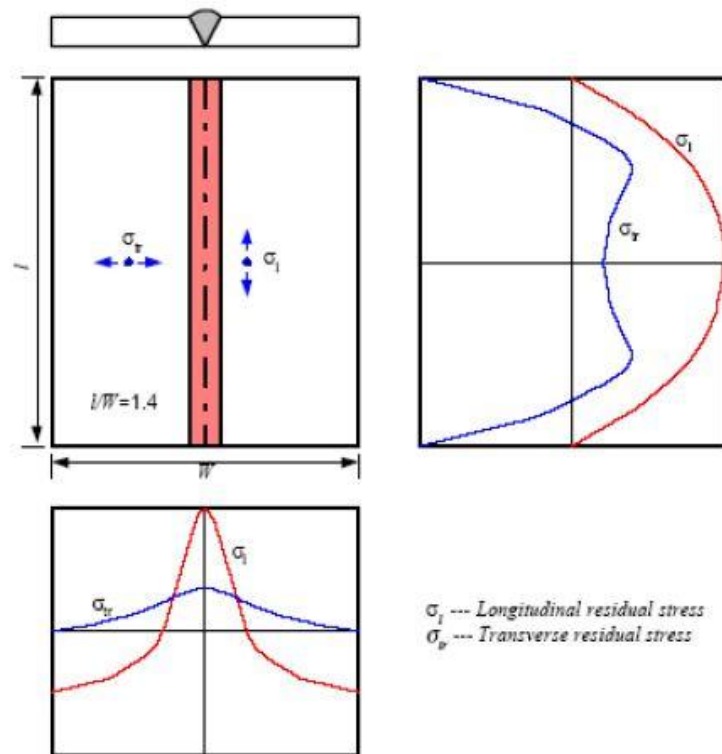 σₗ
σₜᵣ
σₜᵣ
σₗ
l
l/W=1.4
W
σₗ
σₜᵣ
σₗ --- Longitudinal residual stress
σₜᵣ --- Transverse residual stress